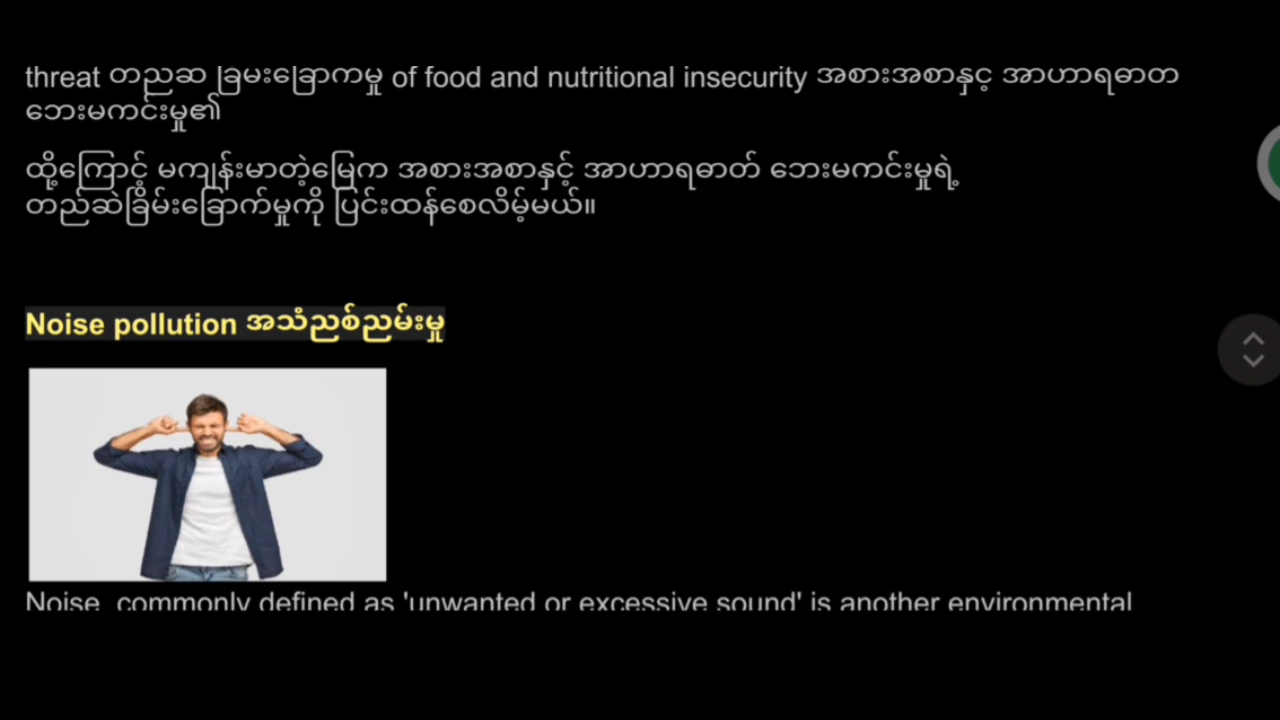 threat တည်ဆဲ ခြိမ်းခြောက်မှု of food and nutritional insecurity အစားအစာနှင့် အာဟာရဓာတ်
ဘေးမကင်းမှု၏
ထို့ကြောင့် မကျန်းမာတဲ့မြေက အစားအစာနှင့် အာဟာရဓာတ် ဘေးမကင်းမှုရဲ့
တည်ဆဲခြိမ်းခြောက်မှုကို ပြင်းထန်စေလိမ့်မယ်။
Noise pollution အသံညစ်ညမ်းမှု
Noise, commonly defined as 'unwanted or excessive sound' is another environmental